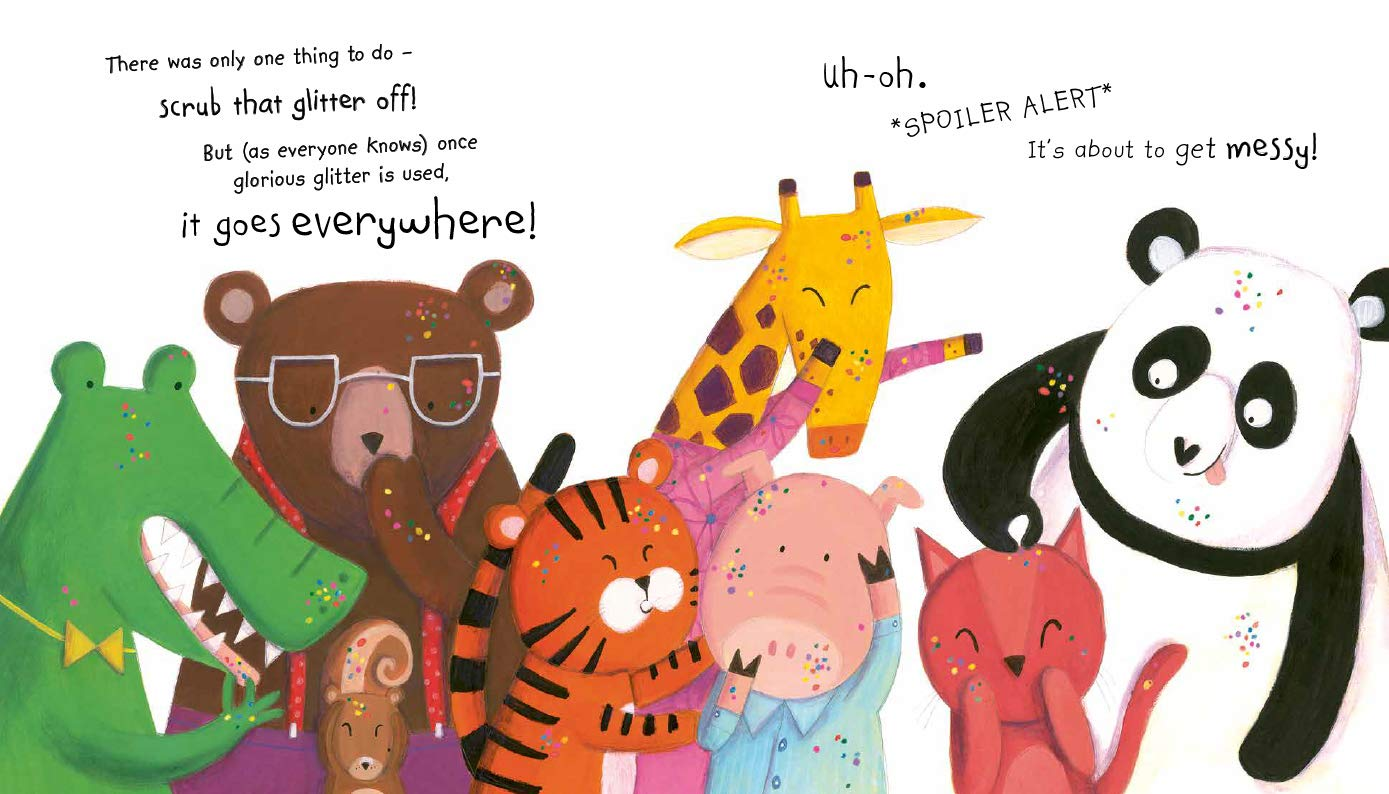 There was only one thing to do –
scrub that glitter off!
But (as everyone knows) once
glorious glitter is used,
it goes everywhere!
Uh-oh.
*SPOILER ALERT*
It's about to get messy!